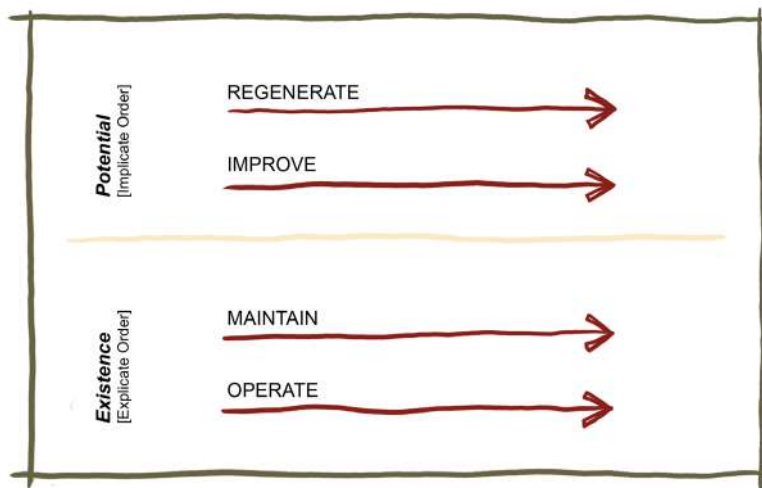 REGENERATE
IMPROVE
Potential
[Implicate Order]
MAINTAIN
OPERATE
Existence
[Explicate Order]